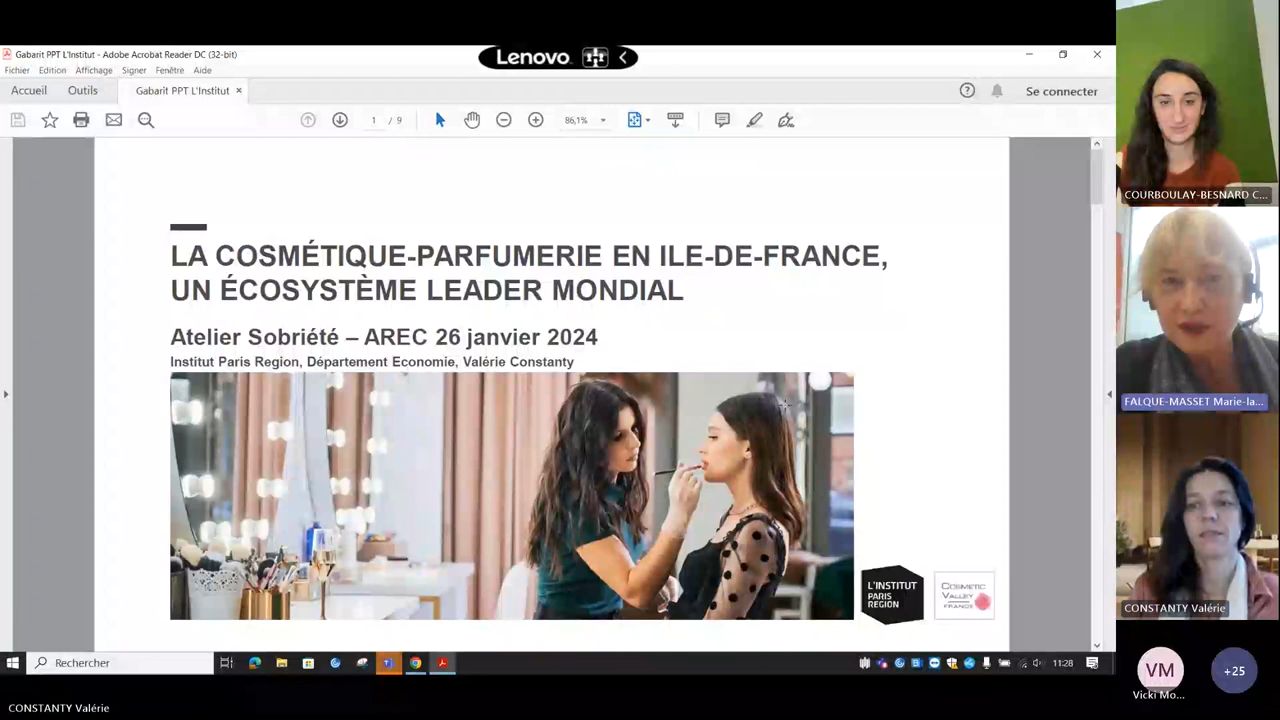 Gabarit PPT L'Institut - Adobe Acrobat Reader DC (32-bit)
Lenovo
Fichier Edition Affichage Signer Fenêtre Aide
Accueil Outils Gabarit PPT L'Institut × Se connecter
1 / 9 86,1%
LA COSMÉTIQUE-PARFUMERIE EN ILE-DE-FRANCE,
UN ÉCOSYSTÈME LEADER MONDIAL
Atelier Sobriété – AREC 26 janvier 2024
Institut Paris Region, Département Economie, Valérie Constanty
L'INSTITUT
PARIS
REGION
COSMETIC
VALLEY
FRANCE
Rechercher
11:28
CONSTANTY Valérie
COURBOULAY-BESNARD C...
FALQUE-MASSET Marie-la...
CONSTANTY Valérie
VM
Vicki Mo...
+25